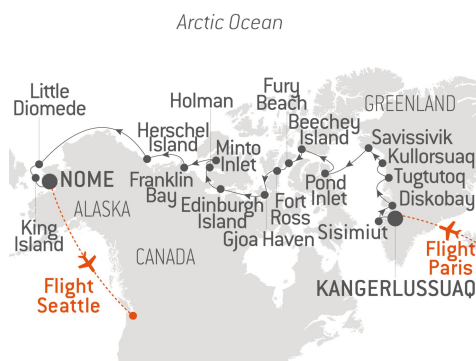 Arctic Ocean
Little
Diomede
Holman
Fury
Beach
GREENLAND
Herschel
Island
Minto
Inlet
Beechey
Island
Savissivik
Kullorsuaq
Tugtutoq
Diskobay
NOME
Franklin
Bay
Pond
Inlet
ALASKA
Edinburgh
Island
Fort
Ross
King
Island
Gjoa Haven
Sisimiut
CANADA
Flight
Paris
Flight
Seattle
KANGERLUSSUAQ